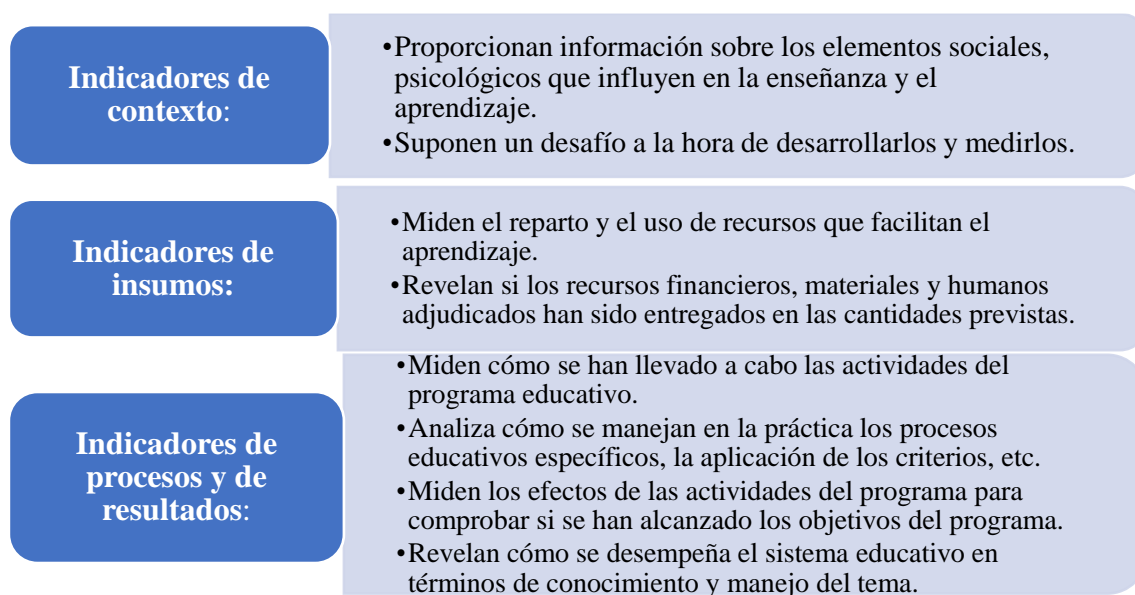 Indicadores de
contexto:
•Proporcionan información sobre los elementos sociales,
psicológicos que influyen en la enseñanza y el
aprendizaje.
•Suponen un desafío a la hora de desarrollarlos y medirlos.
Indicadores de
insumos:
•Miden el reparto y el uso de recursos que facilitan el
aprendizaje.
•Revelan si los recursos financieros, materiales y humanos
adjudicados han sido entregados en las cantidades previstas.
Indicadores de
procesos y de
resultados:
•Miden cómo se han llevado a cabo las actividades del
programa educativo.
•Analiza cómo se manejan en la práctica los procesos
educativos específicos, la aplicación de los criterios, etc.
•Miden los efectos de las actividades del programa para
comprobar si se han alcanzado los objetivos del programa.
•Revelan cómo se desempeña el sistema educativo en
términos de conocimiento y manejo del tema.